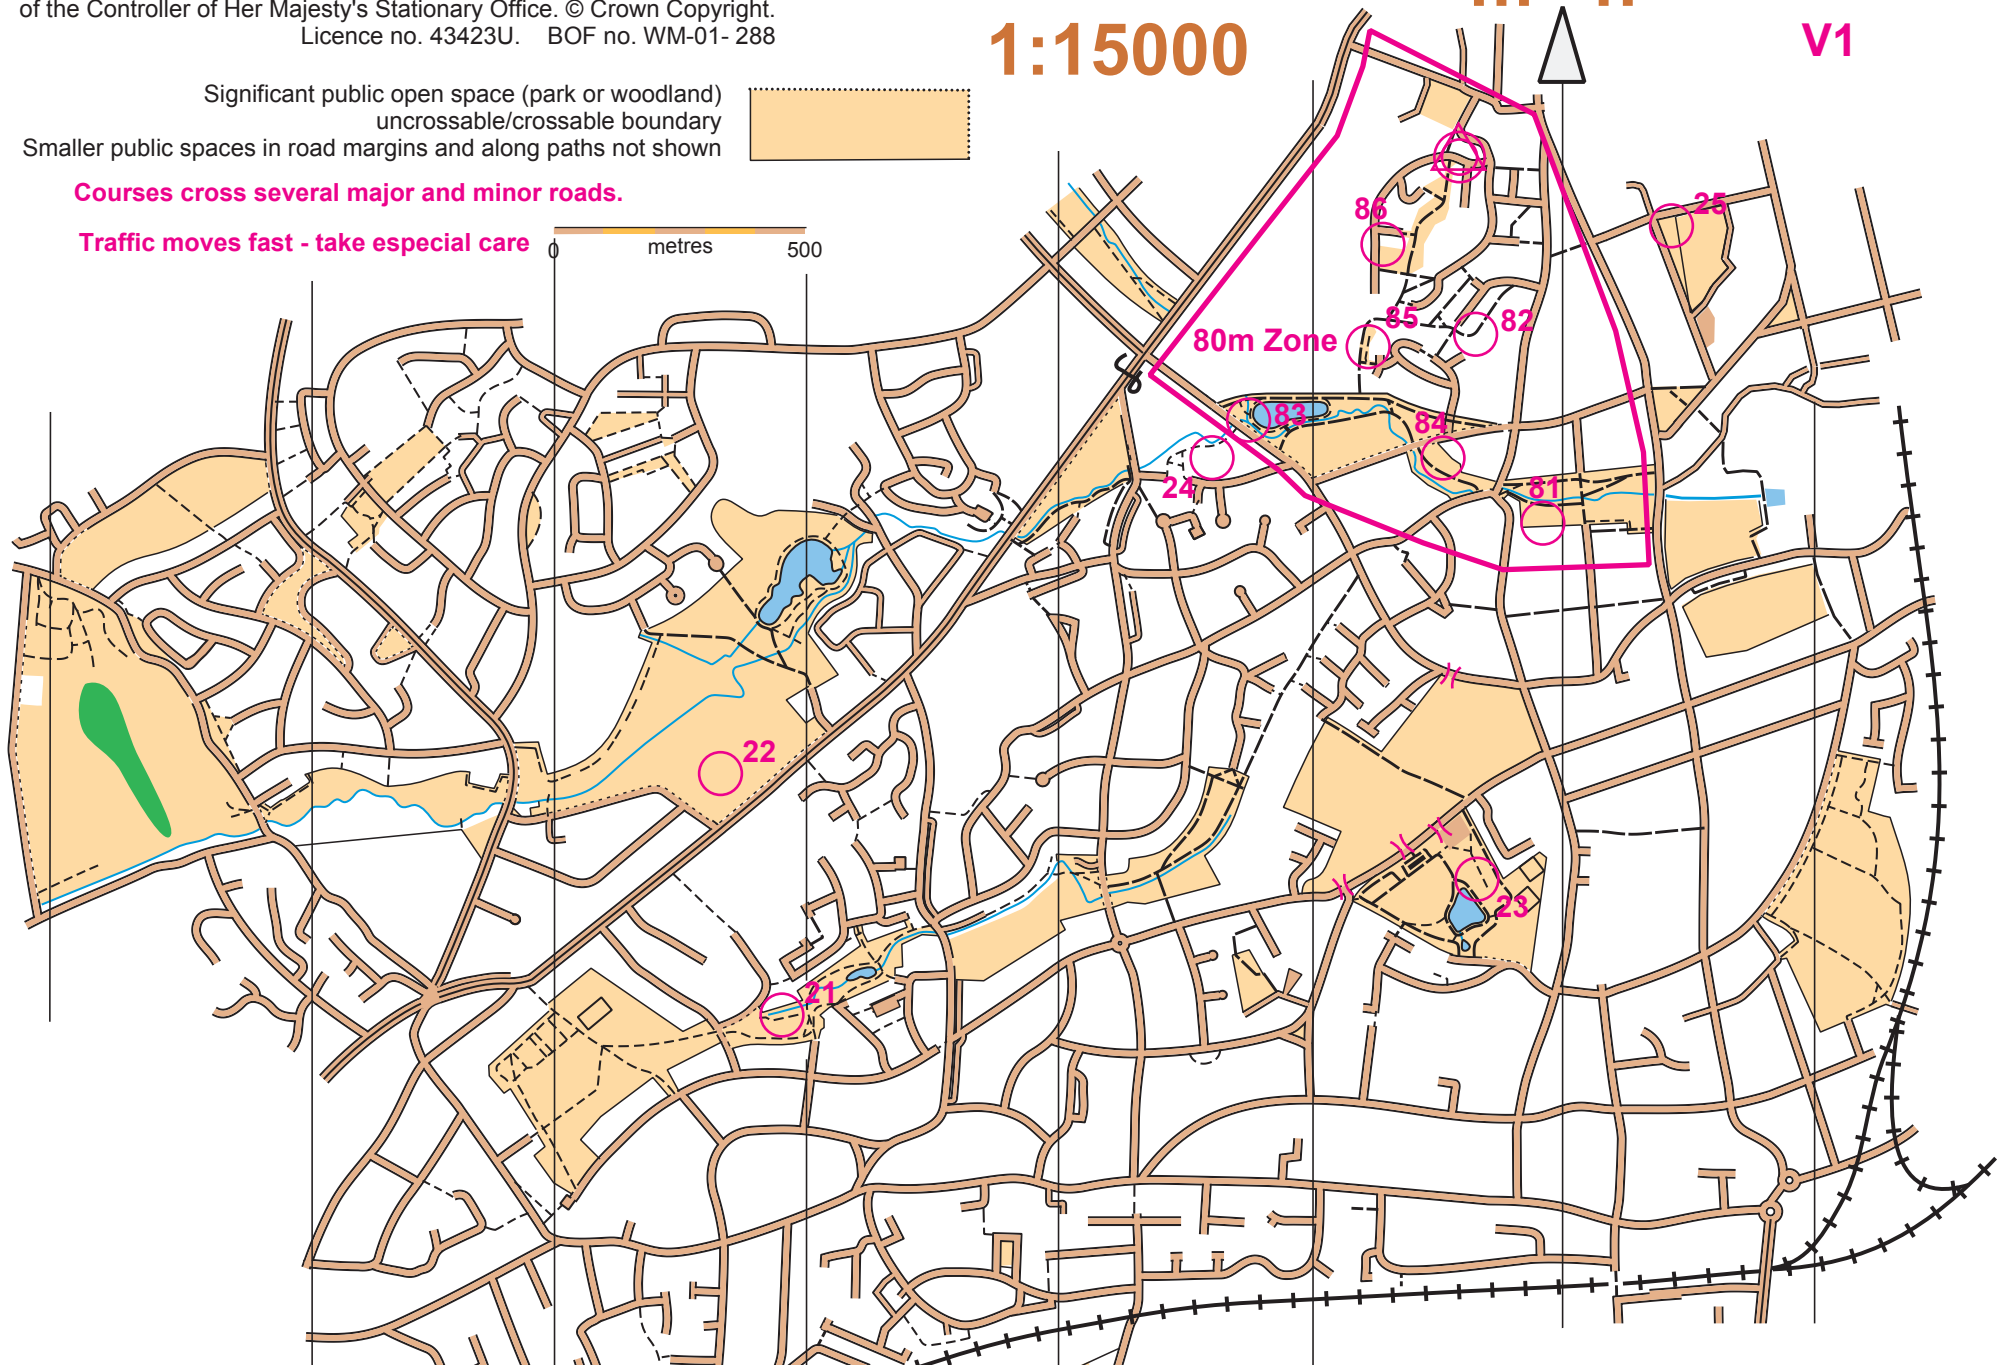 of the Controller of Her Majesty's Stationary Office. © Crown Copyright.
Licence no. 43423U. BOF no. WM-01- 288
1:15000
V1
Significant public open space (park or woodland)
uncrossable/crossable boundary
Smaller public spaces in road margins and along paths not shown
Courses cross several major and minor roads.
Traffic moves fast - take especial care
0 metres 500
86
25
85
82
80m Zone
83
84
24
81
22
23
21